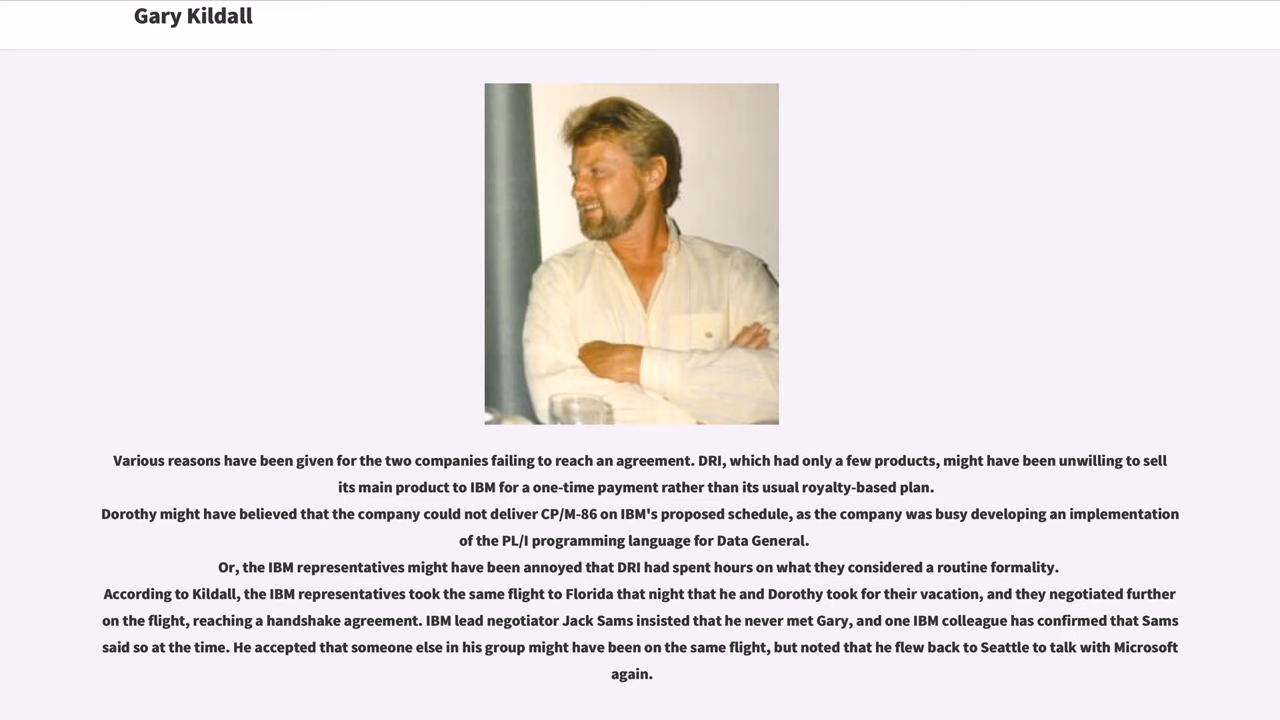 Gary Kildall
Various reasons have been given for the two companies failing to reach an agreement. DRI, which had only a few products, might have been unwilling to sell
its main product to IBM for a one-time payment rather than its usual royalty-based plan.
Dorothy might have believed that the company could not deliver CP/M-86 on IBM's proposed schedule, as the company was busy developing an implementation
of the PL/I programming language for Data General.
Or, the IBM representatives might have been annoyed that DRI had spent hours on what they considered a routine formality.
According to Kildall, the IBM representatives took the same flight to Florida that night that he and Dorothy took for their vacation, and they negotiated further
on the flight, reaching a handshake agreement. IBM lead negotiator Jack Sams insisted that he never met Gary, and one IBM colleague has confirmed that Sams
said so at the time. He accepted that someone else in his group might have been on the same flight, but noted that he flew back to Seattle to talk with Microsoft
again.